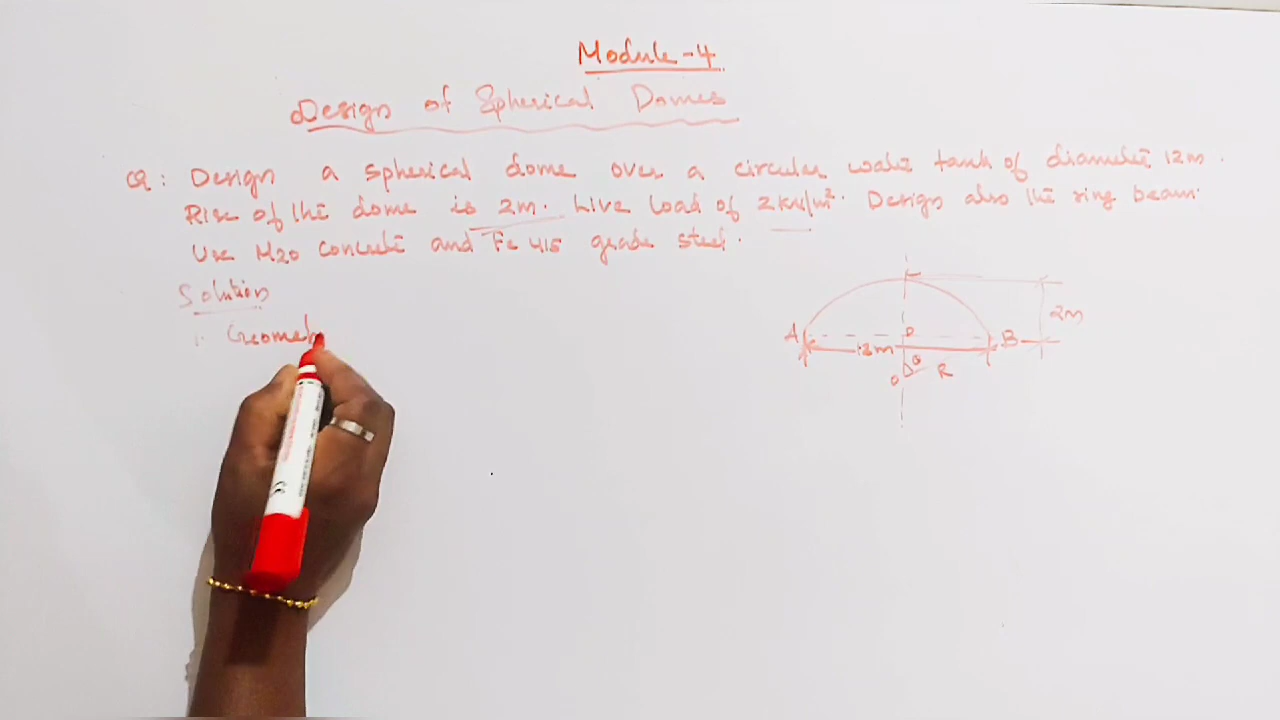 Module-4
Design of Spherical Domes
Q: Design a spherical dome over a circular water tank of diameter 12m.
Rise of the dome is 2m. Live load of 2kN/m². Design also the ring beam.
Use M20 concrete and Fe 415 grade steel.
Solution
1. Geomet
2m
A
12m
D
B
O
θ
R